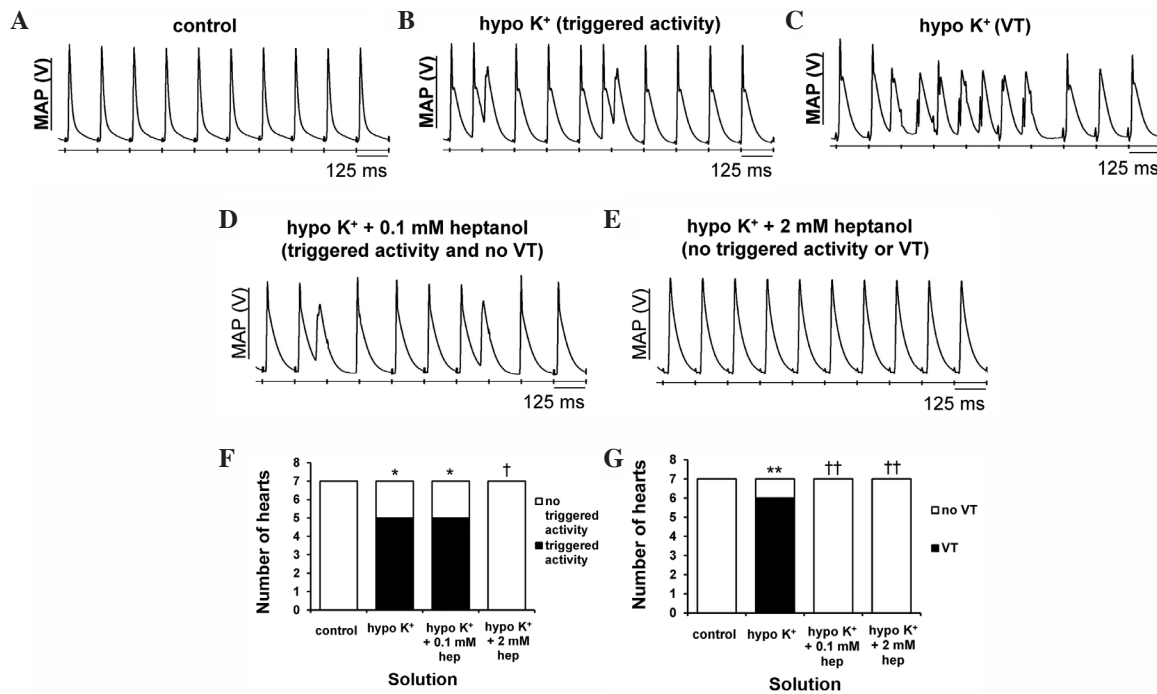 A
control
MAP (V)
125 ms
B
hypo K⁺ (triggered activity)
MAP (V)
125 ms
C
hypo K⁺ (VT)
MAP (V)
125 ms
D
hypo K⁺ + 0.1 mM heptanol
(triggered activity and no VT)
MAP (V)
125 ms
E
hypo K⁺ + 2 mM heptanol
(no triggered activity or VT)
MAP (V)
125 ms
F
Number of hearts
8
7
6
5
4
3
2
1
0
*
*
†
no
triggered
activity
triggered
activity
control
hypo K⁺
hypo K⁺
+ 0.1 mM
hep
hypo K⁺
+ 2 mM
hep
Solution
G
Number of hearts
8
7
6
5
4
3
2
1
0
**
††
††
no VT
VT
control
hypo K⁺
hypo K⁺
+ 0.1 mM
hep
hypo K⁺
+ 2 mM
hep
Solution